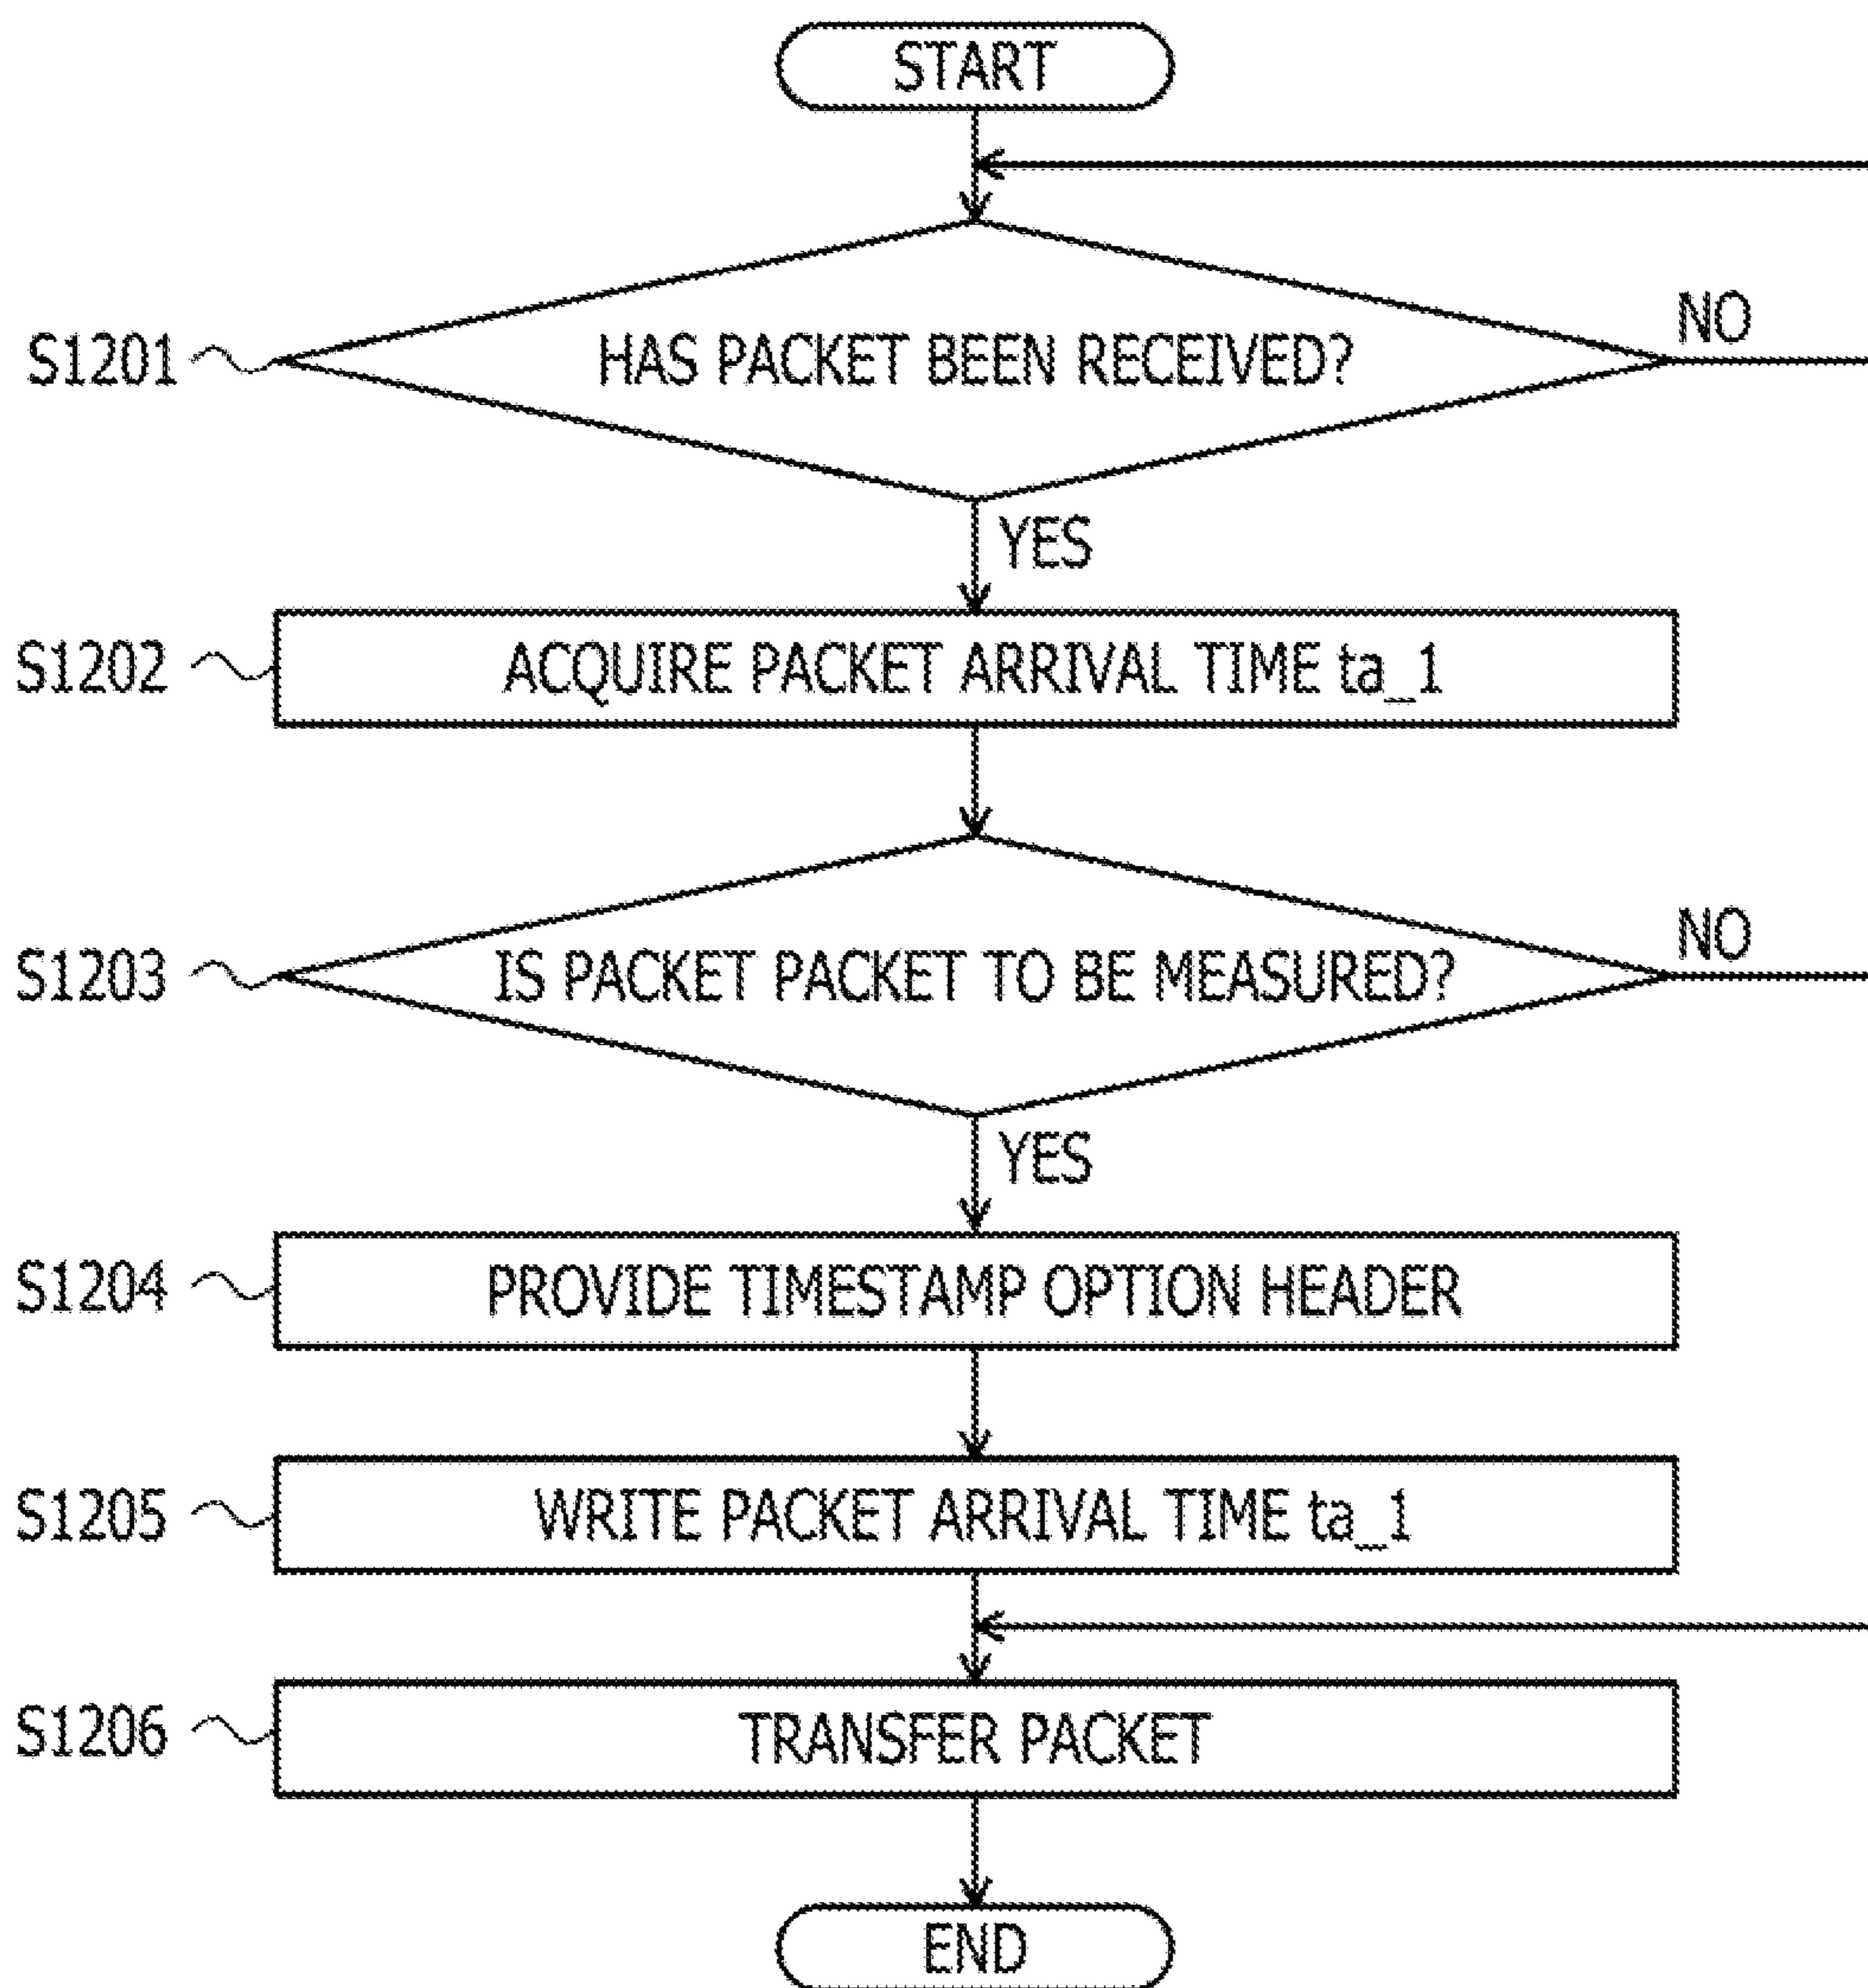 START
S1201
HAS PACKET BEEN RECEIVED?
NO
YES
S1202
ACQUIRE PACKET ARRIVAL TIME ta_1
S1203
IS PACKET PACKET TO BE MEASURED?
NO
YES
S1204
PROVIDE TIMESTAMP OPTION HEADER
S1205
WRITE PACKET ARRIVAL TIME ta_1
S1206
TRANSFER PACKET
END